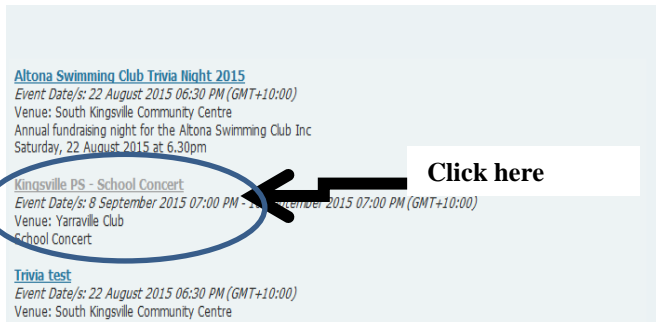 Altona Swimming Club Trivia Night 2015
Event Date/s: 22 August 2015 06:30 PM (GMT+10:00)
Venue: South Kingsville Community Centre
Annual fundraising night for the Altona Swimming Club Inc
Saturday, 22 August 2015 at 6.30pm
Click here
Kingsville PS - School Concert
Event Date/s: 8 September 2015 07:00 PM - 2015 07:00 PM (GMT+10:00)
Venue: Yarraville Club
School Concert
Trivia test
Event Date/s: 22 August 2015 06:30 PM (GMT+10:00)
Venue: South Kingsville Community Centre